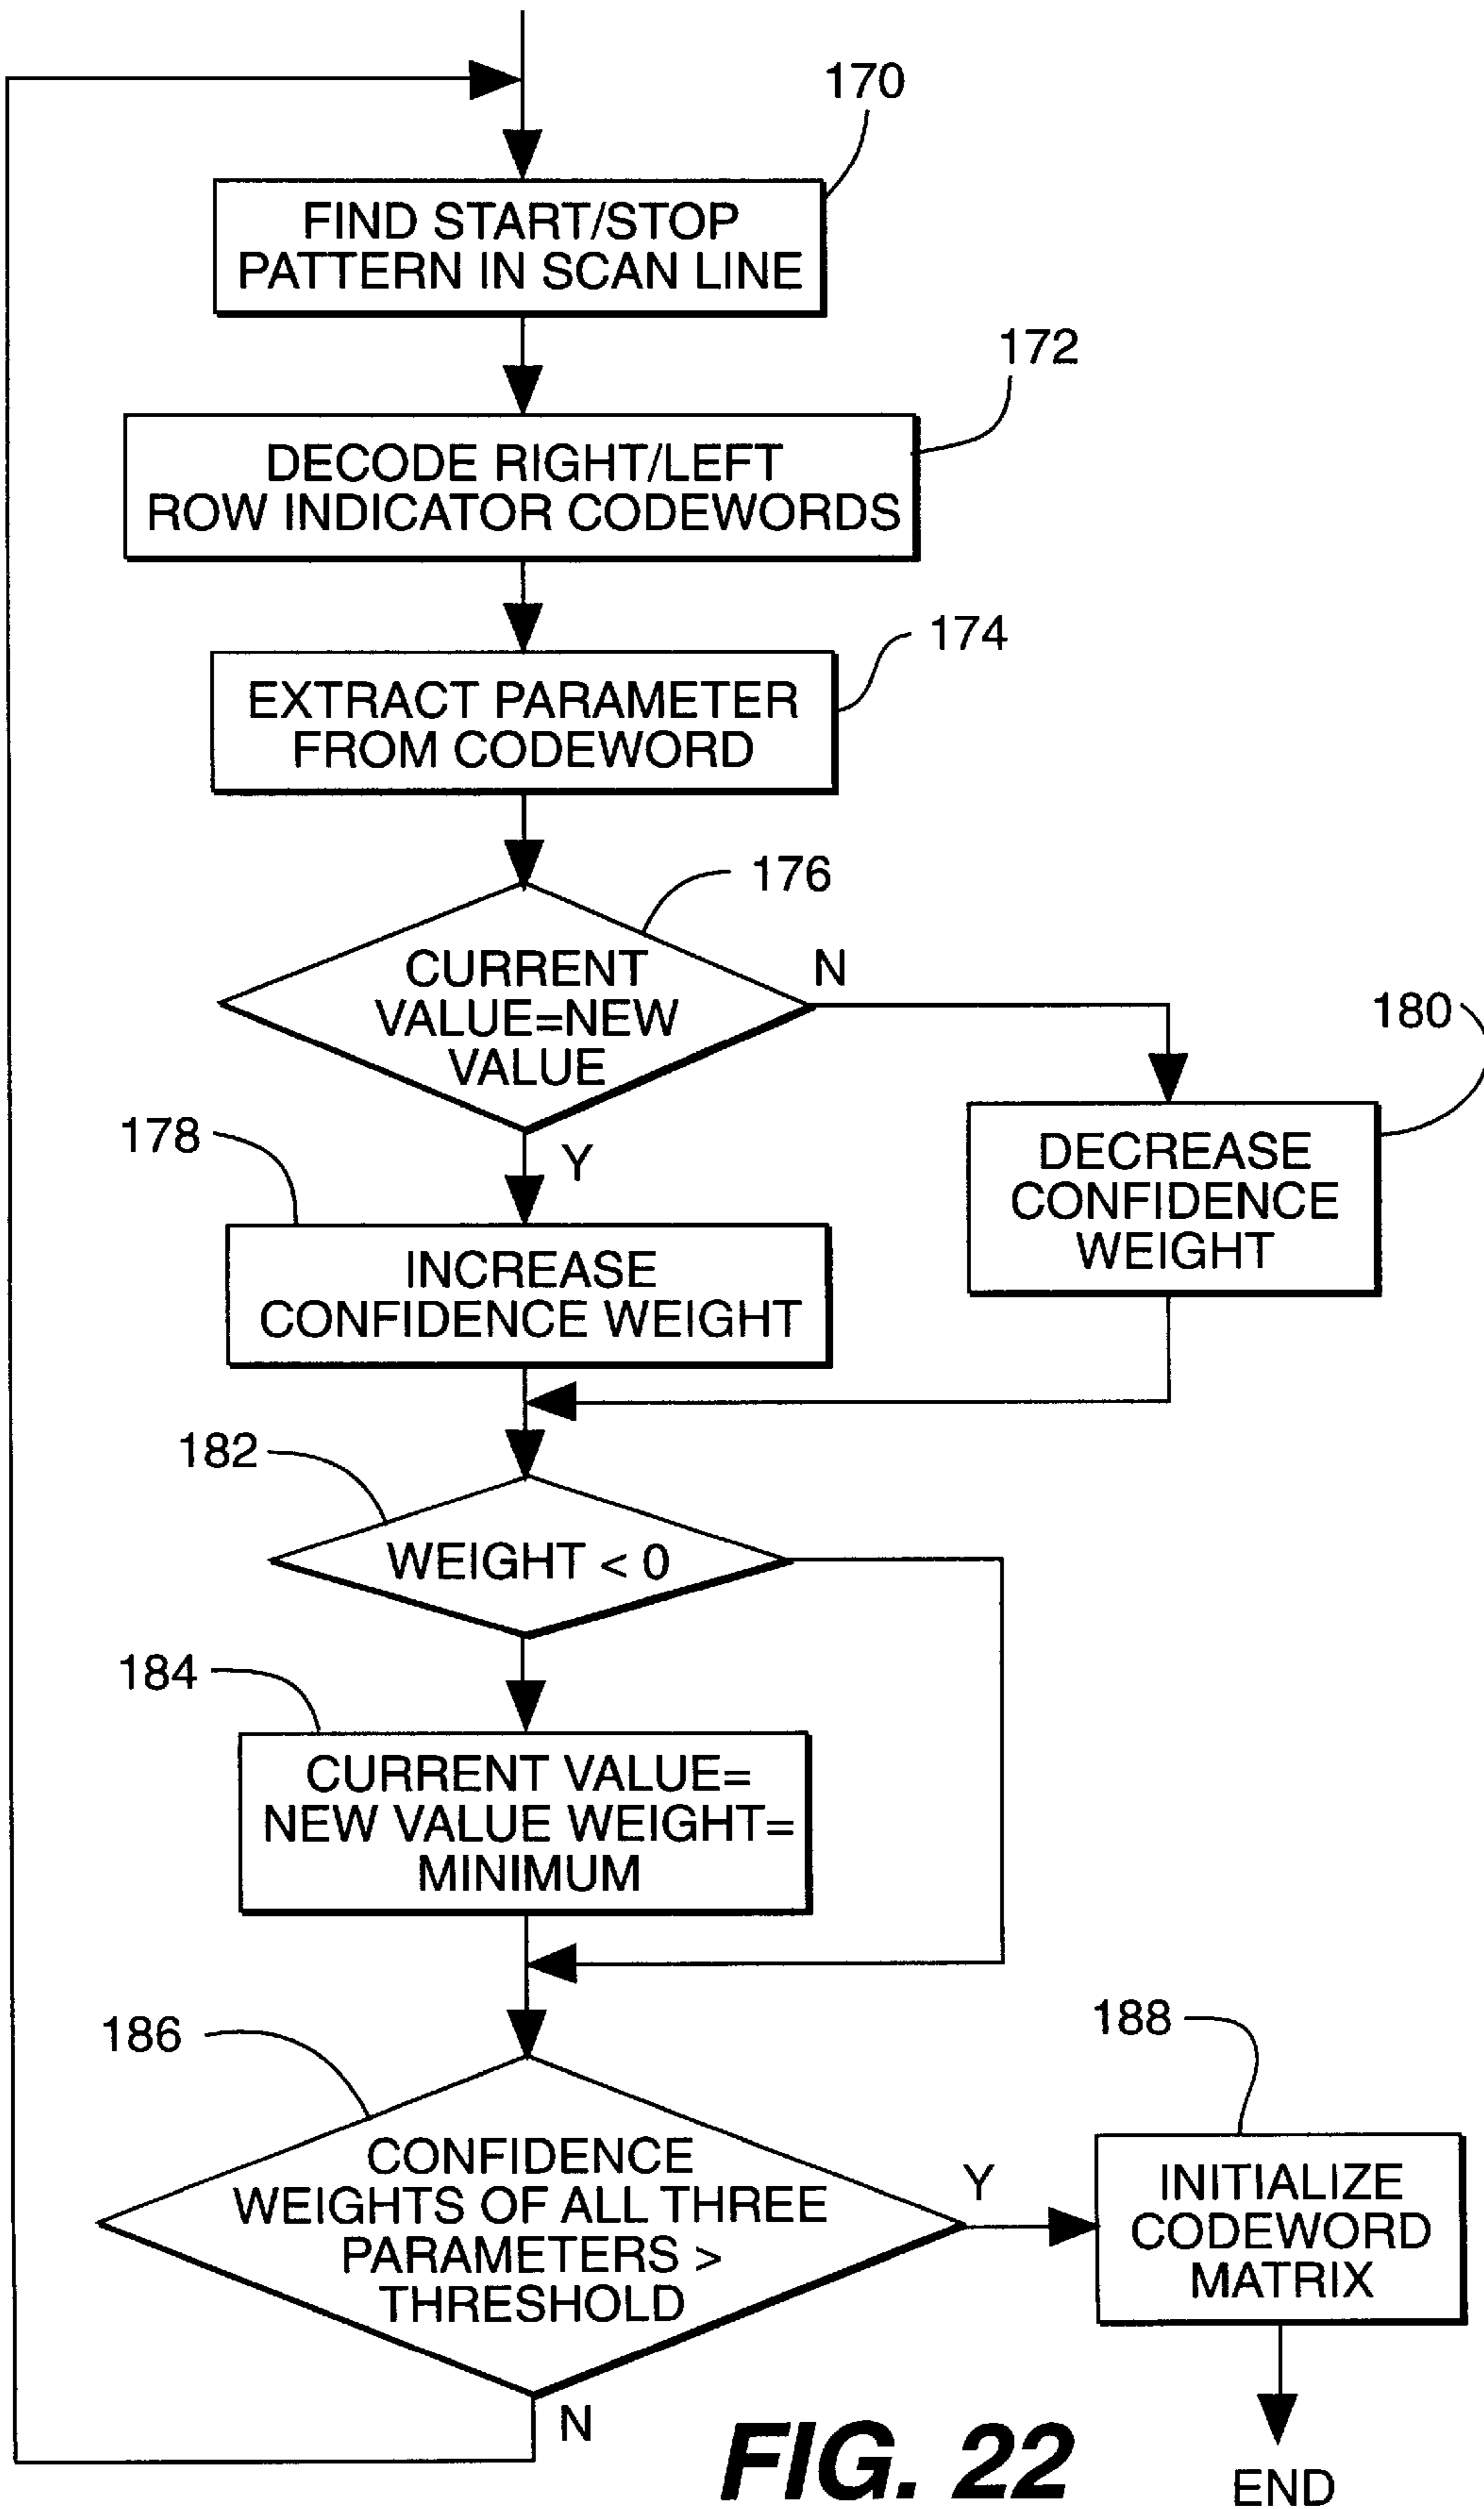 170
FIND START/STOP
PATTERN IN SCAN LINE
172
DECODE RIGHT/LEFT
ROW INDICATOR CODEWORDS
174
EXTRACT PARAMETER
FROM CODEWORD
176
CURRENT
VALUE=NEW
VALUE
N
180
DECREASE
CONFIDENCE
WEIGHT
Y
178
INCREASE
CONFIDENCE WEIGHT
182
WEIGHT < 0
184
CURRENT VALUE=
NEW VALUE WEIGHT=
MINIMUM
186
CONFIDENCE
WEIGHTS OF ALL THREE
PARAMETERS >
THRESHOLD
Y
188
INITIALIZE
CODEWORD
MATRIX
N
END
FIG. 22